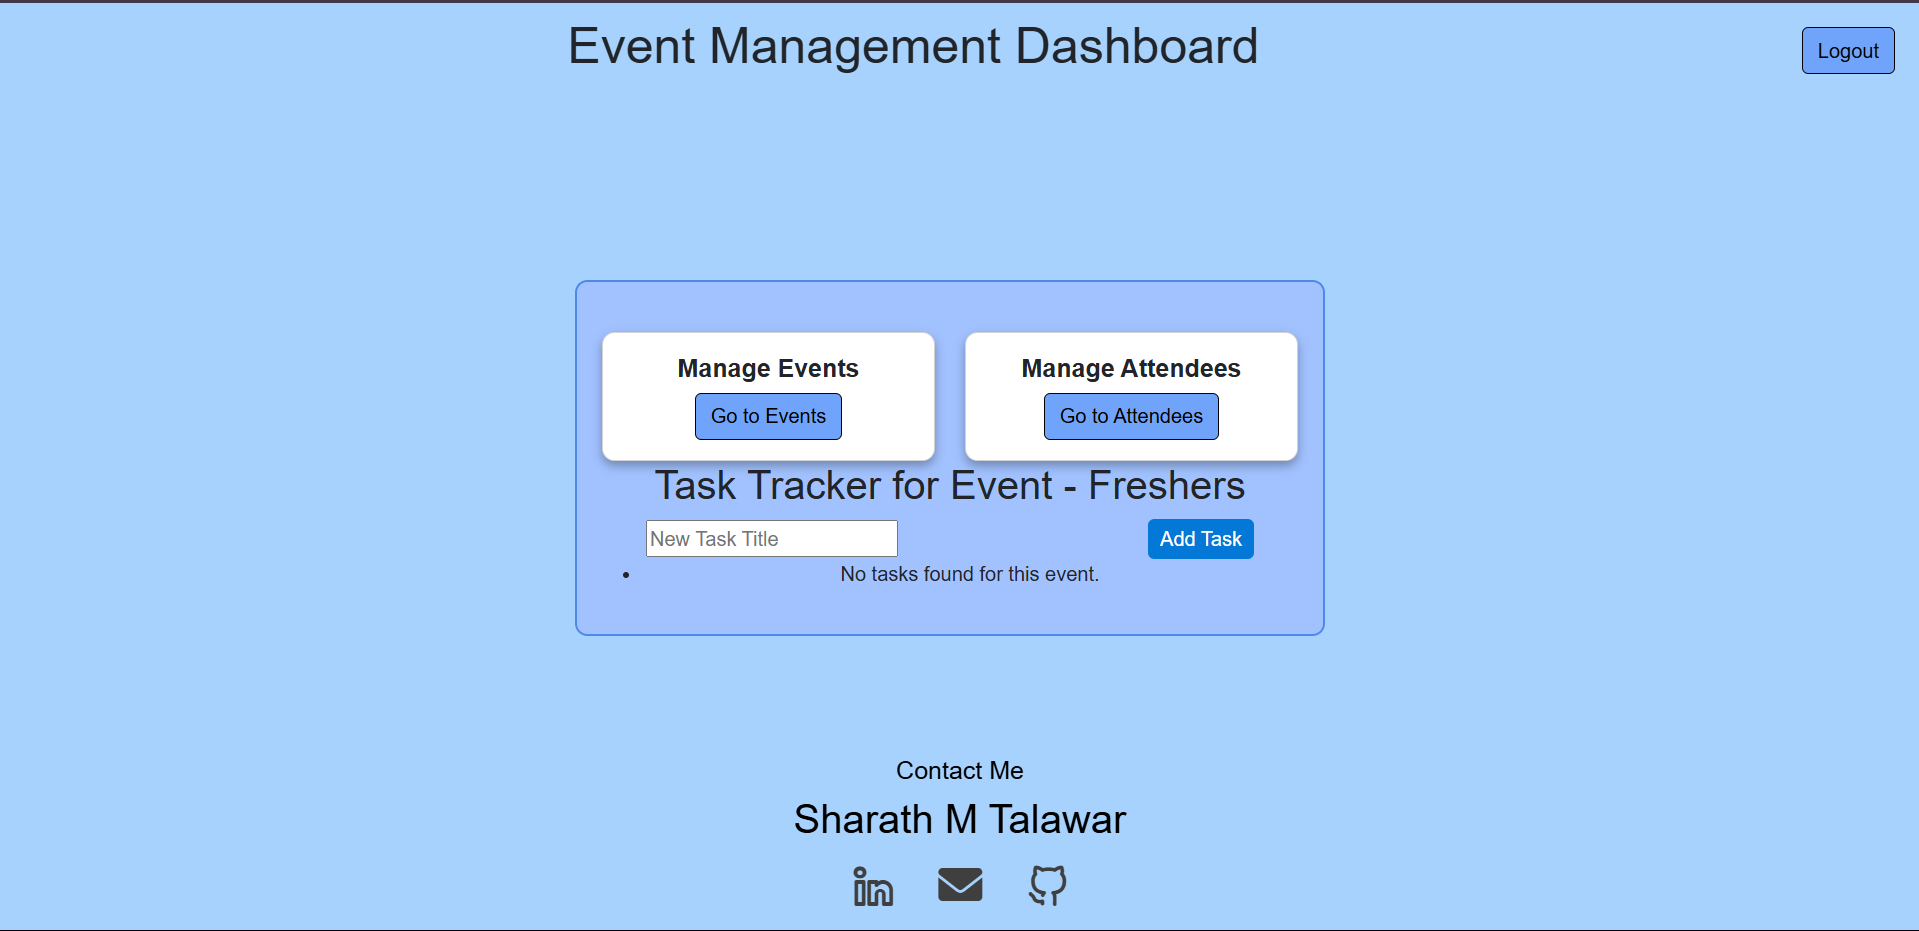 Event Management Dashboard
Logout
Manage Events
Manage Attendees
Go to Events
Go to Attendees
Task Tracker for Event - Freshers
New Task Title
Add Task
No tasks found for this event.
Contact Me
Sharath M Talawar
in